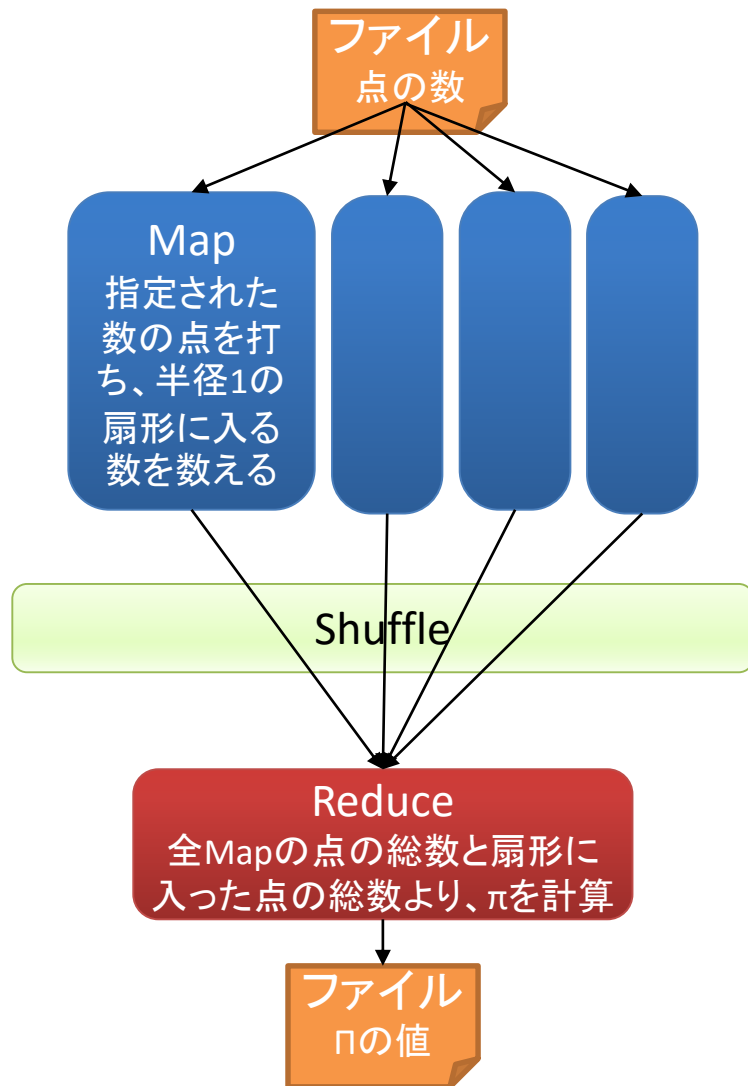 ファイル
点の数
Map
指定された
数の点を打
ち、半径1の
扇形に入る
数を数える
Shuffle
Reduce
全Mapの点の総数と扇形に
入った点の総数より、πを計算
ファイル
Πの値